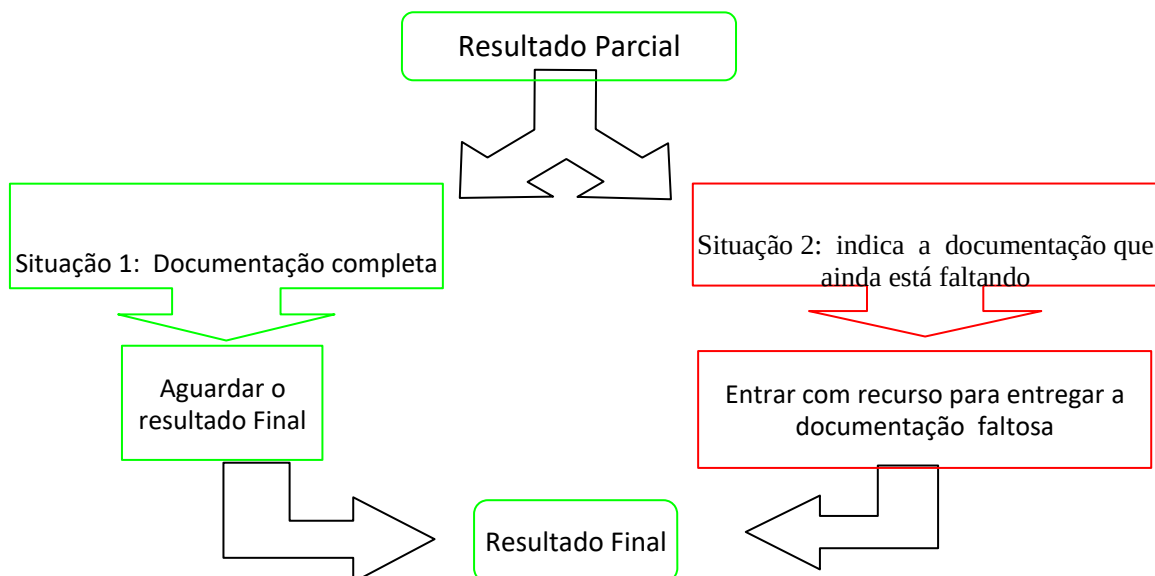 Resultado Parcial
Situação 1: Documentação completa
Situação 2: indica a documentação que
ainda está faltando
Aguardar o
resultado Final
Entrar com recurso para entregar a
documentação faltosa
Resultado Final